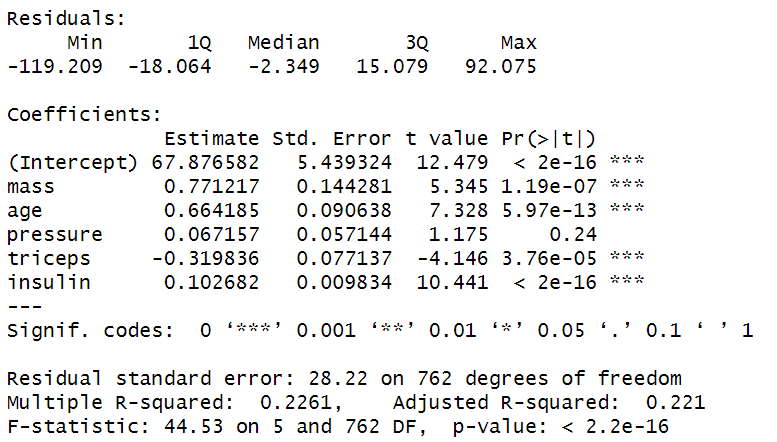 Residuals:
     Min       1Q   Median       3Q      Max
-119.209  -18.064   -2.349   15.079   92.075

Coefficients:
             Estimate Std. Error t value Pr(>|t|)
(Intercept) 67.876582   5.439324  12.479  < 2e-16 ***
mass         0.771217   0.144281   5.345 1.19e-07 ***
age          0.664185   0.090638   7.328 5.97e-13 ***
pressure     0.067157   0.057144   1.175     0.24
triceps     -0.319836   0.077137  -4.146 3.76e-05 ***
insulin      0.102682   0.009834  10.441  < 2e-16 ***
---
Signif. codes:  0 ‘***’ 0.001 ‘**’ 0.01 ‘*’ 0.05 ‘.’ 0.1 ‘ ’ 1

Residual standard error: 28.22 on 762 degrees of freedom
Multiple R-squared:  0.2261,    Adjusted R-squared:  0.221
F-statistic: 44.53 on 5 and 762 DF,  p-value: < 2.2e-16